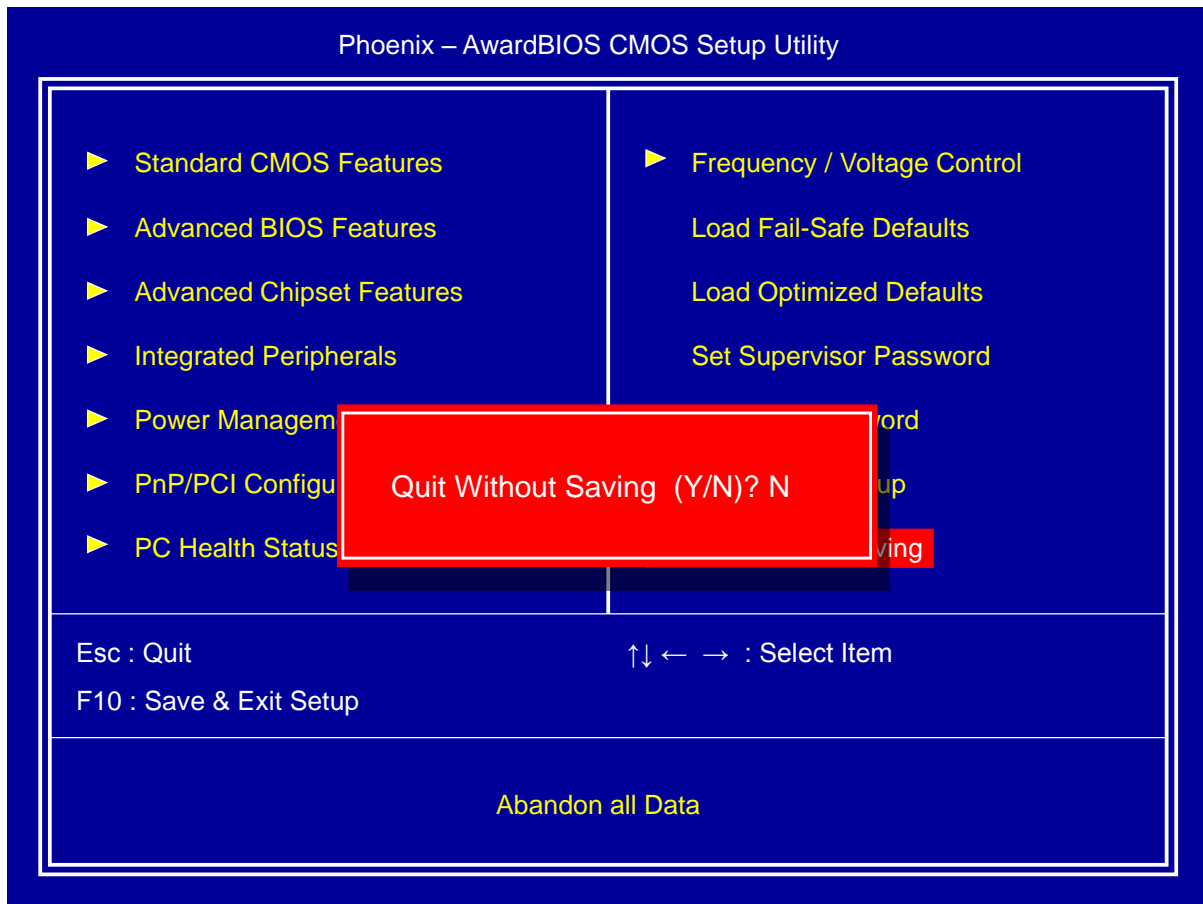 Phoenix – AwardBIOS CMOS Setup Utility
Standard CMOS Features
Advanced BIOS Features
Advanced Chipset Features
Integrated Peripherals
Power Managem
PnP/PCI Configu
PC Health Status
Frequency / Voltage Control
Load Fail-Safe Defaults
Load Optimized Defaults
Set Supervisor Password
ord
up
ving
Quit Without Saving (Y/N)? N
Esc : Quit
↑↓ ← → : Select Item
F10 : Save & Exit Setup
Abandon all Data